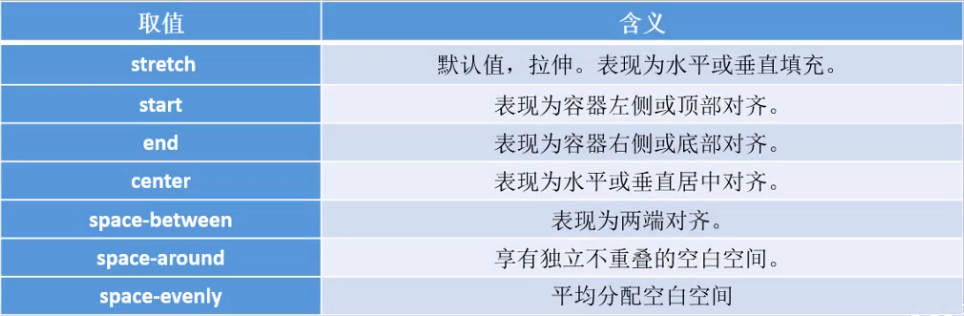 取值 含义
stretch 默认值，拉伸。表现为水平或垂直填充。
start 表现为容器左侧或顶部对齐。
end 表现为容器右侧或底部对齐。
center 表现为水平或垂直居中对齐。
space-between 表现为两端对齐。
space-around 享有独立不重叠的空白空间。
space-evenly 平均分配空白空间